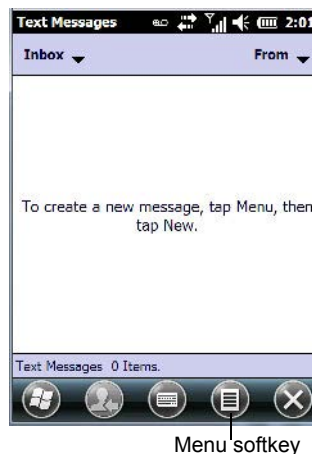 Text Messages 2:01
Inbox From
To create a new message, tap Menu, then
tap New.
Text Messages 0 Items.
Menu softkey